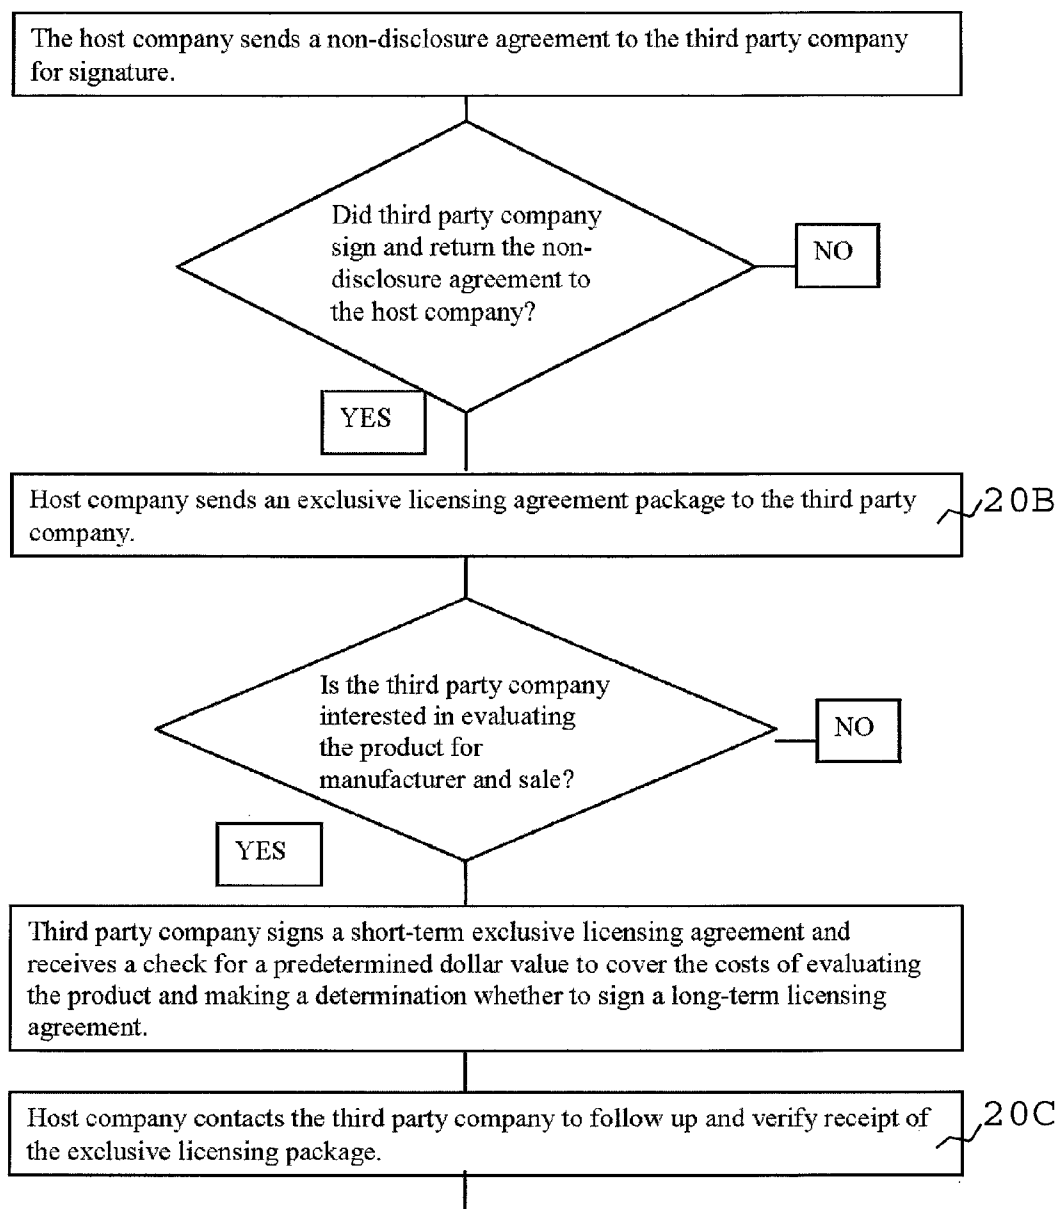 The host company sends a non-disclosure agreement to the third party company
for signature.
Did third party company
sign and return the non-
disclosure agreement to
the host company?
NO
YES
Host company sends an exclusive licensing agreement package to the third party
company.
20B
Is the third party company
interested in evaluating
the product for
manufacturer and sale?
NO
YES
Third party company signs a short-term exclusive licensing agreement and
receives a check for a predetermined dollar value to cover the costs of evaluating
the product and making a determination whether to sign a long-term licensing
agreement.
Host company contacts the third party company to follow up and verify receipt of
the exclusive licensing package.
20C